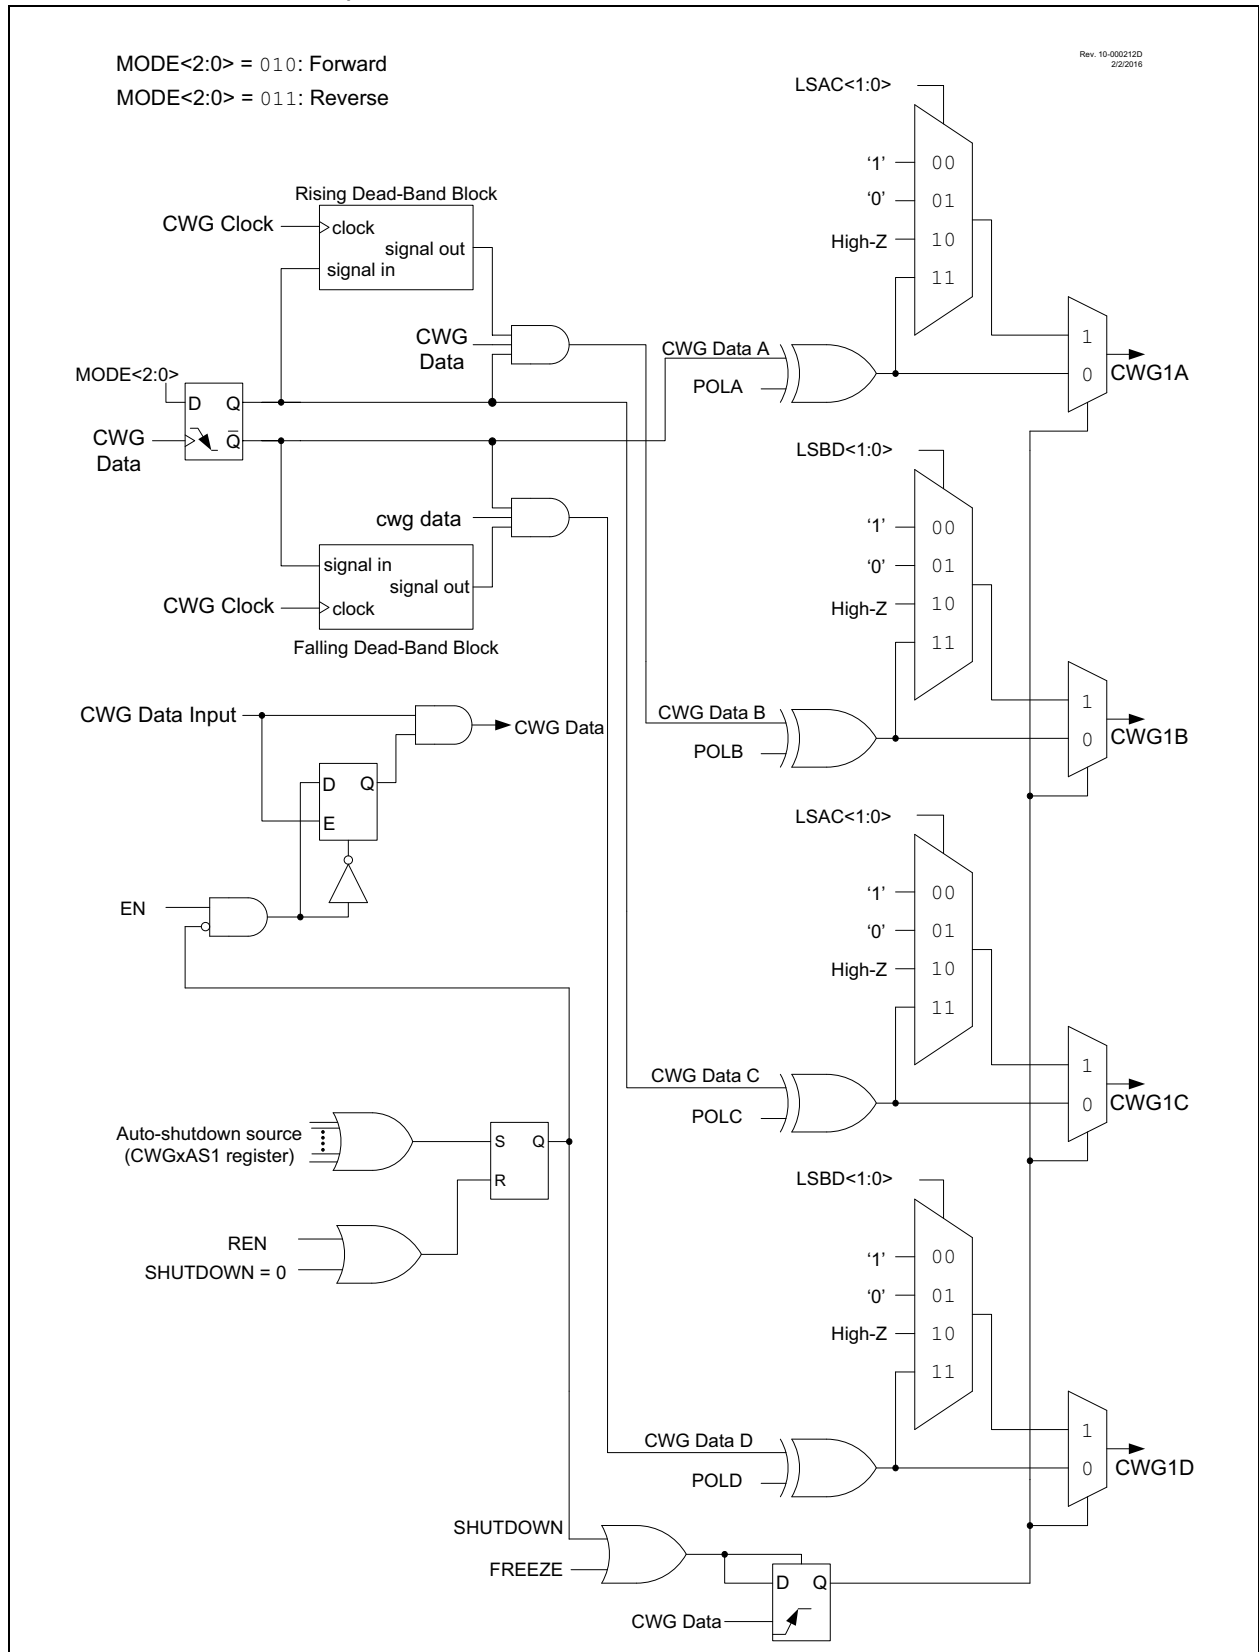 MODE<2:0> = 010: Forward
MODE<2:0> = 011: Reverse
Rev. 10-000212D
2/2/2016
LSAC<1:0>
'1'
00
'0'
01
High-Z
10
11
Rising Dead-Band Block
CWG Clock
clock
signal out
signal in
CWG
Data
MODE<2:0>
D
Q
CWG
Data
Q
CWG Data A
POLA
1
0
CWG1A
LSBD<1:0>
'1'
00
'0'
01
High-Z
10
11
cwg data
signal in
signal out
CWG Clock
clock
Falling Dead-Band Block
CWG Data Input
CWG Data
D
Q
E
EN
CWG Data B
POLB
1
0
CWG1B
LSAC<1:0>
'1'
00
'0'
01
High-Z
10
11
CWG Data C
POLC
1
0
CWG1C
Auto-shutdown source
(CWGxAS1 register)
S
Q
R
REN
SHUTDOWN = 0
LSBD<1:0>
'1'
00
'0'
01
High-Z
10
11
CWG Data D
POLD
1
0
CWG1D
SHUTDOWN
FREEZE
D
Q
CWG Data